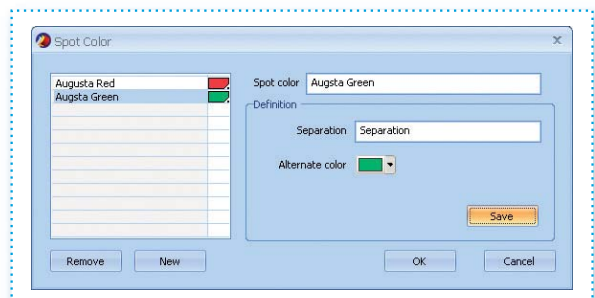 Spot Color
Augusta Red
Augsta Green
Spot color Augsta Green
Definition
Separation Separation
Alternate color
Save
Remove New OK Cancel